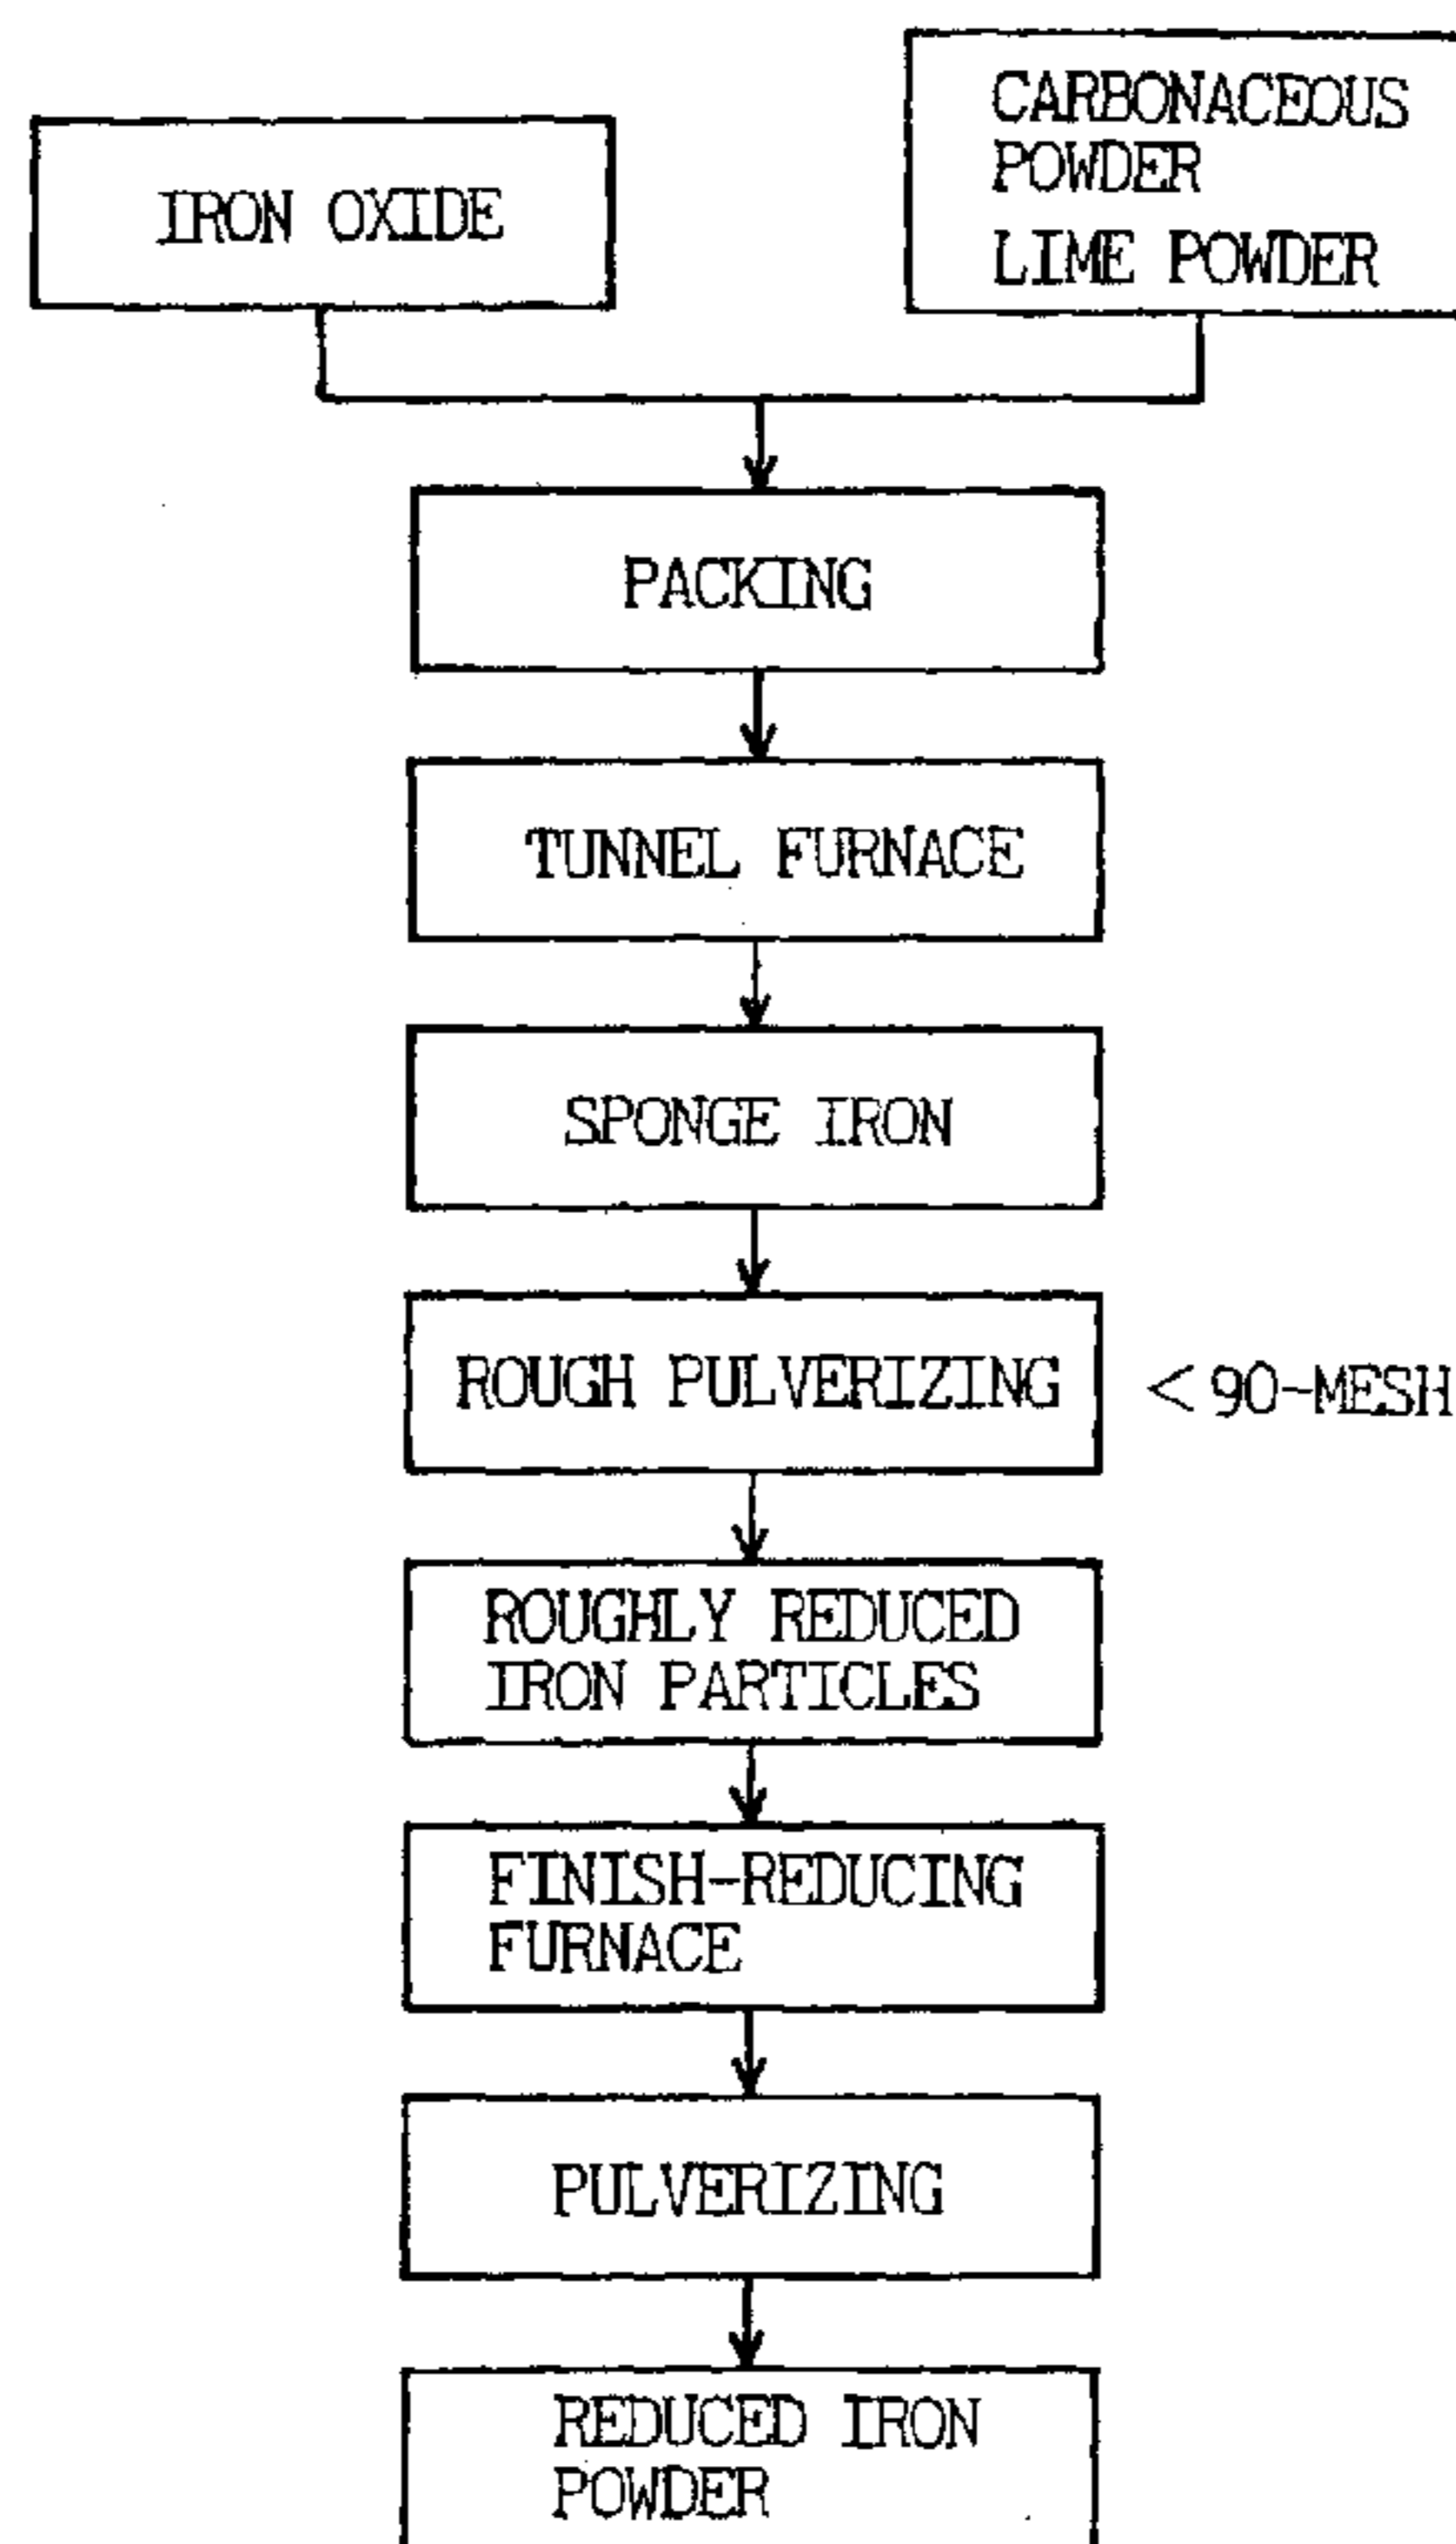 IRON OXIDE
CARBONACEOUS
POWDER
LIME POWDER
PACKING
TUNNEL FURNACE
SPONGE IRON
ROUGH PULVERIZING
<90-MESH
ROUGHLY REDUCED
IRON PARTICLES
FINISH-REDUCING
FURNACE
PULVERIZING
REDUCED IRON
POWDER